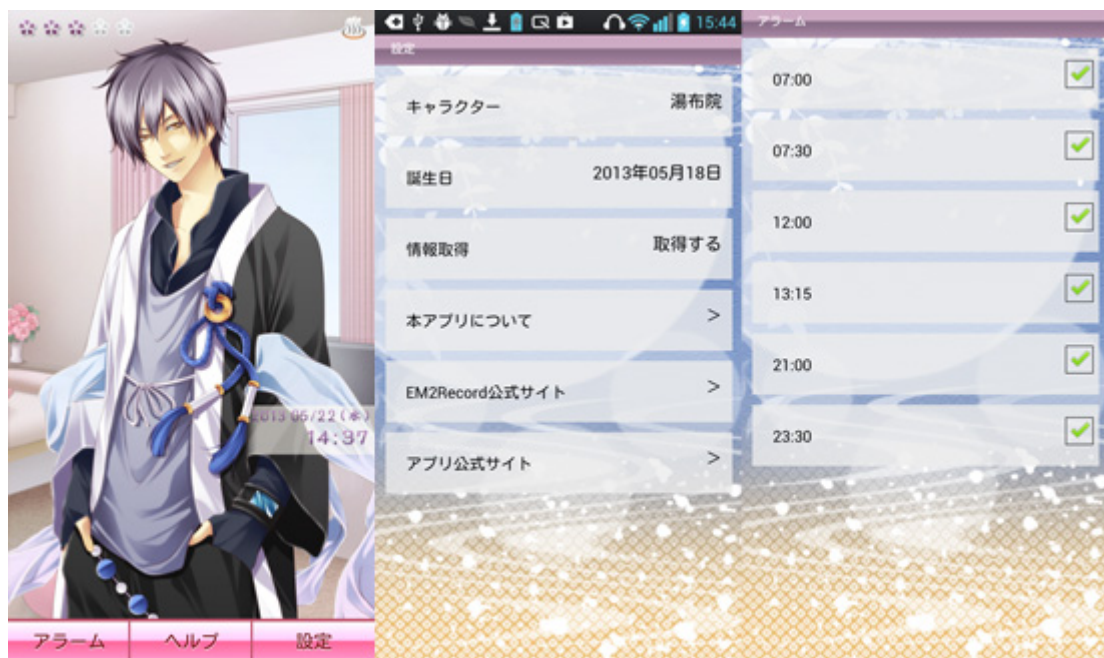 2013 05/22(水)
14:37
アラーム
ヘルプ
設定
15:44
設定
キャラクター 湯布院
誕生日 2013年05月18日
情報取得 取得する
本アプリについて >
EM2Record公式サイト >
アプリ公式サイト >
アラーム
07:00
07:30
12:00
13:15
21:00
23:30